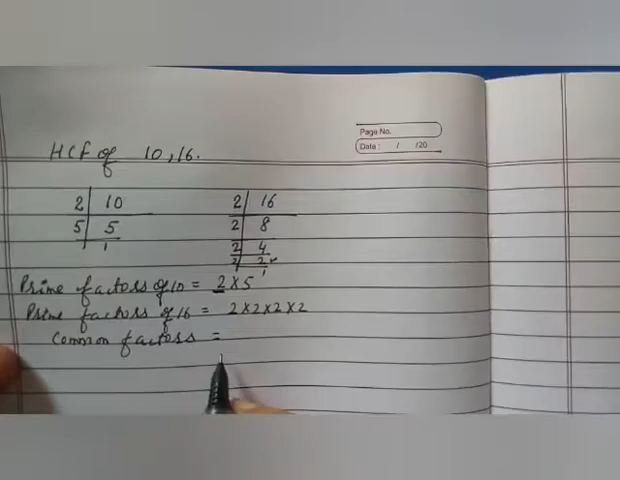 Page No.
Date : / /20
HCF of 10, 16.
2 10
5 5
1
2 16
2 8
2 4
2 2
1
Prime factors of 10 = 2 × 5
Prime factors of 16 = 2 × 2 × 2 × 2
Common factors =